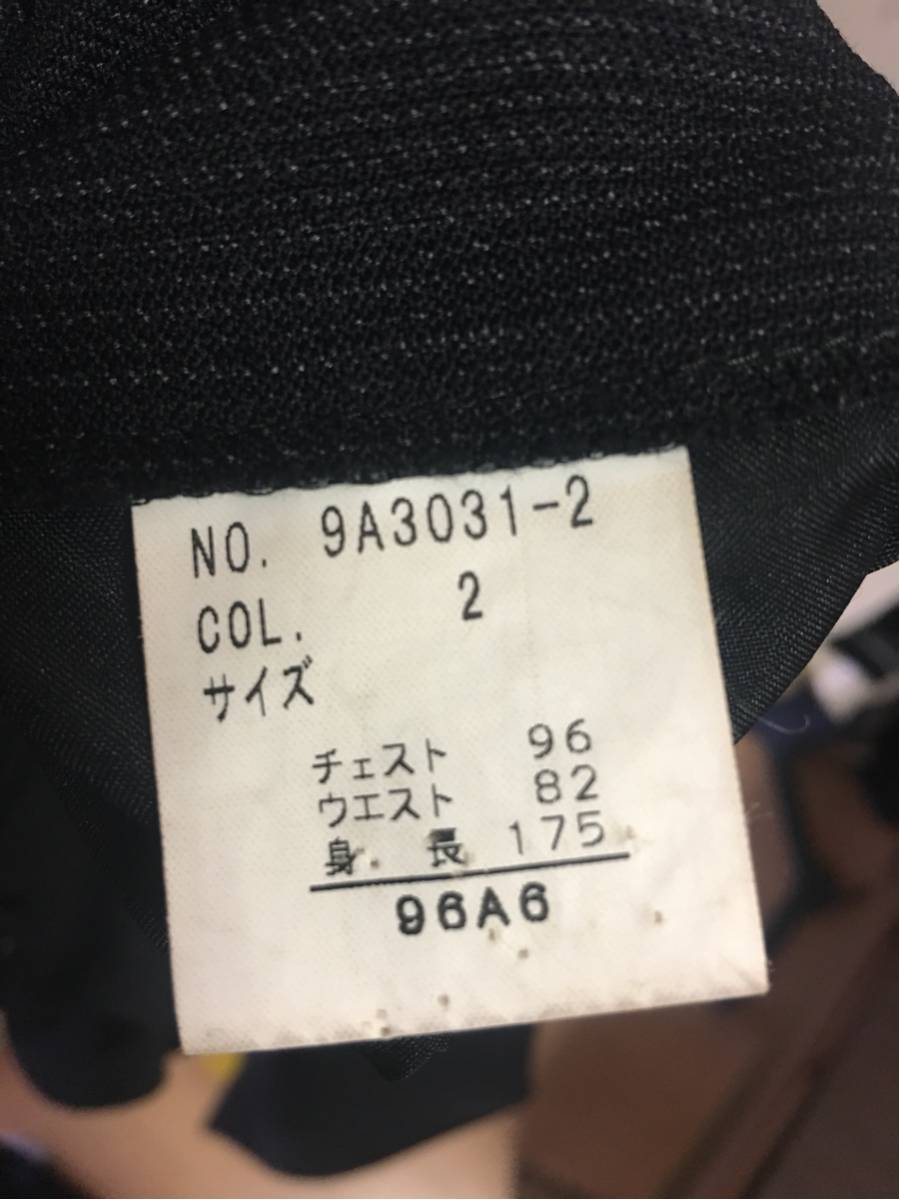 NO. 9A3031-2
COL. 2
サイズ
チェスト 96
ウエスト 82
身.長 175
96A6